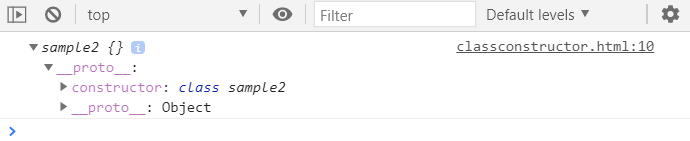 top Filter Default levels
sample2 {} i classconstructor.html:10
__proto__:
constructor: class sample2
__proto__: Object